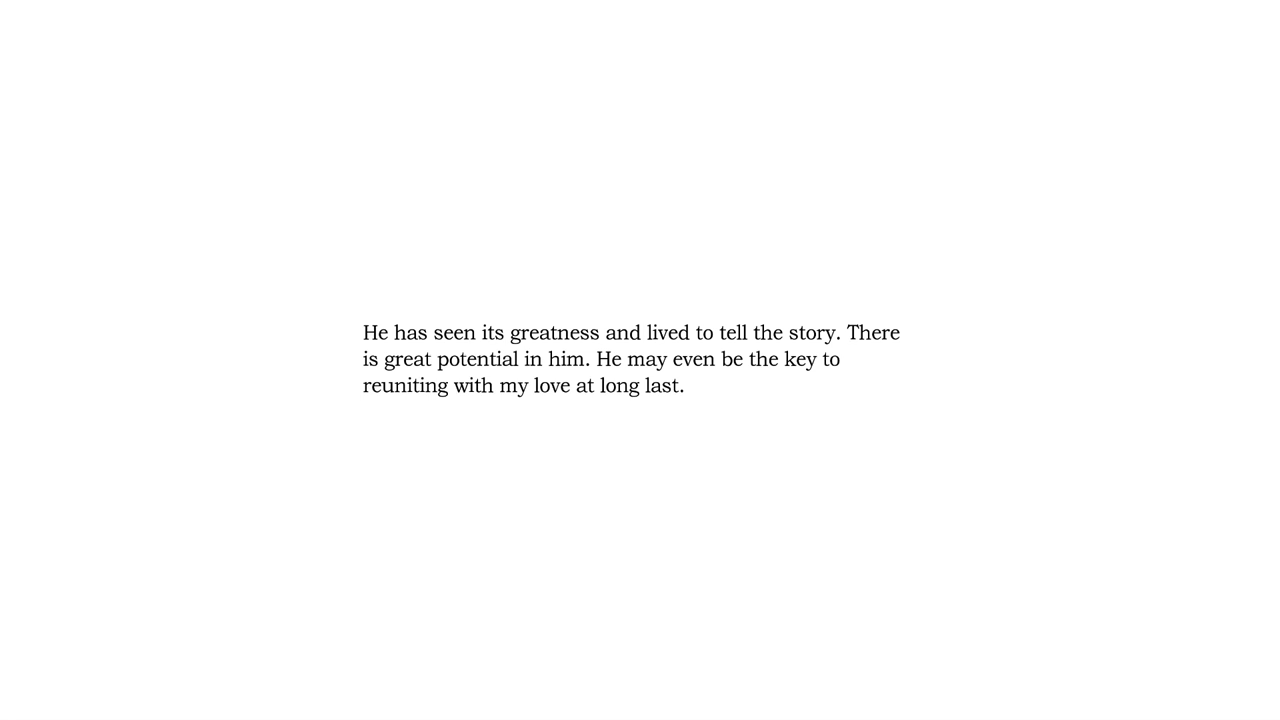 He has seen its greatness and lived to tell the story. There
is great potential in him. He may even be the key to
reuniting with my love at long last.